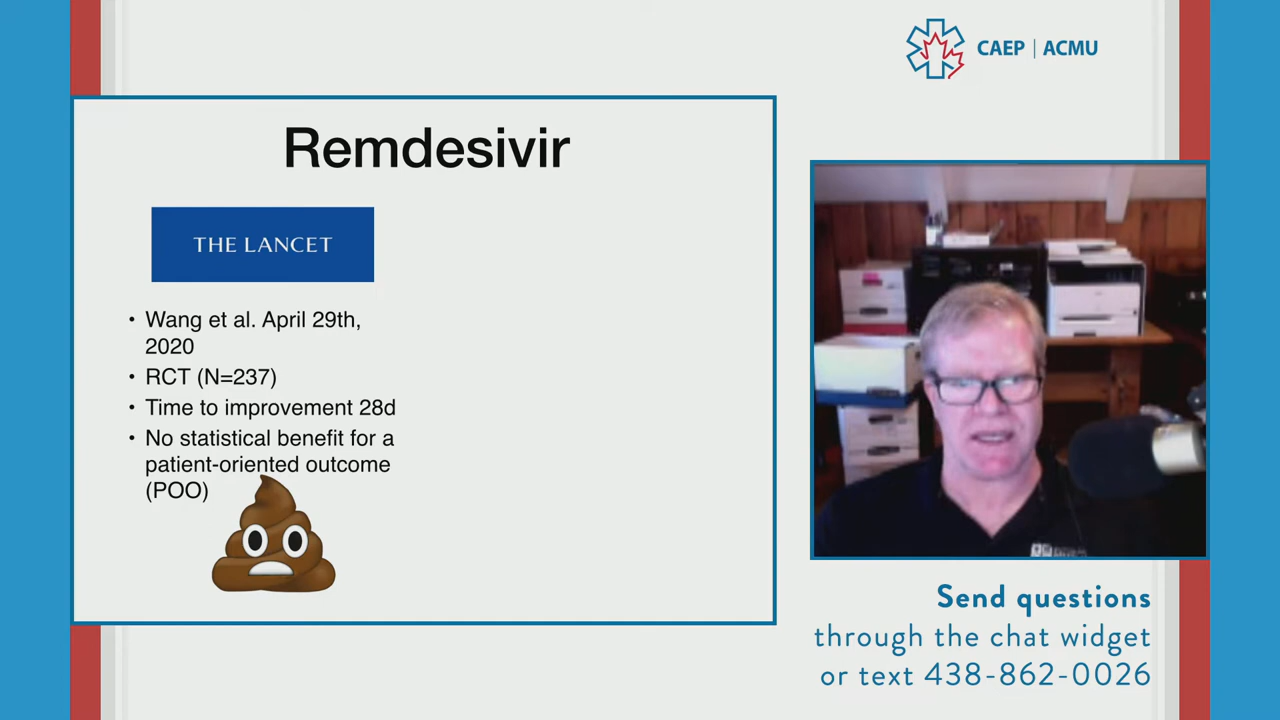 CAEP | ACMU
Remdesivir
THE LANCET
• Wang et al. April 29th,
2020
• RCT (N=237)
• Time to improvement 28d
• No statistical benefit for a
patient-oriented outcome
(POO)
Send questions
through the chat widget
or text 438-862-0026